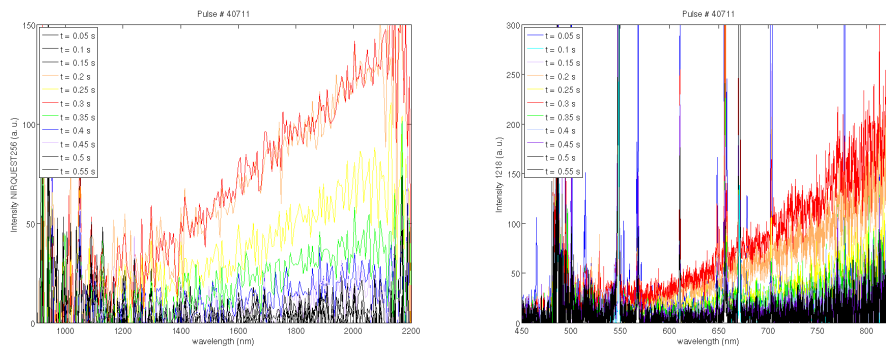 Pulse # 40711
150
100
50
0
Intensity NIRQUEST256 (a. u.)
t = 0.05 s
t = 0.1 s
t = 0.15 s
t = 0.2 s
t = 0.25 s
t = 0.3 s
t = 0.35 s
t = 0.4 s
t = 0.45 s
t = 0.5 s
t = 0.55 s
1000 1200 1400 1600 1800 2000 2200
wavelength (nm)
Pulse # 40711
300
250
200
150
100
50
0
Intensity 1218 (a. u.)
t = 0.05 s
t = 0.1 s
t = 0.15 s
t = 0.2 s
t = 0.25 s
t = 0.3 s
t = 0.35 s
t = 0.4 s
t = 0.45 s
t = 0.5 s
t = 0.55 s
450 500 550 600 650 700 750 800
wavelength (nm)